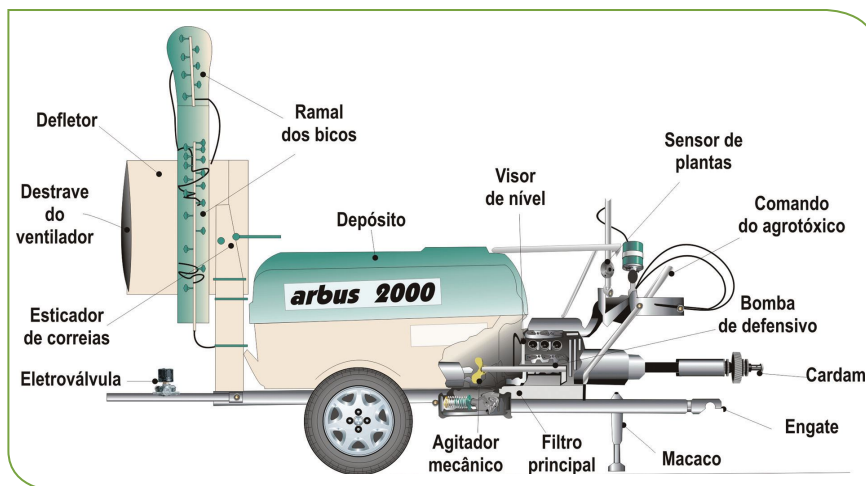 Ramal
dos bicos
Defletor
Sensor de
plantas
Visor
de nível
Destrave
do
ventilador
Comando
do agrotóxico
Depósito
arbus 2000
Bomba
de defensivo
Esticador
de correias
Eletroválvula
Cardam
Engate
Agitador
mecânico
Filtro
principal
Macaco